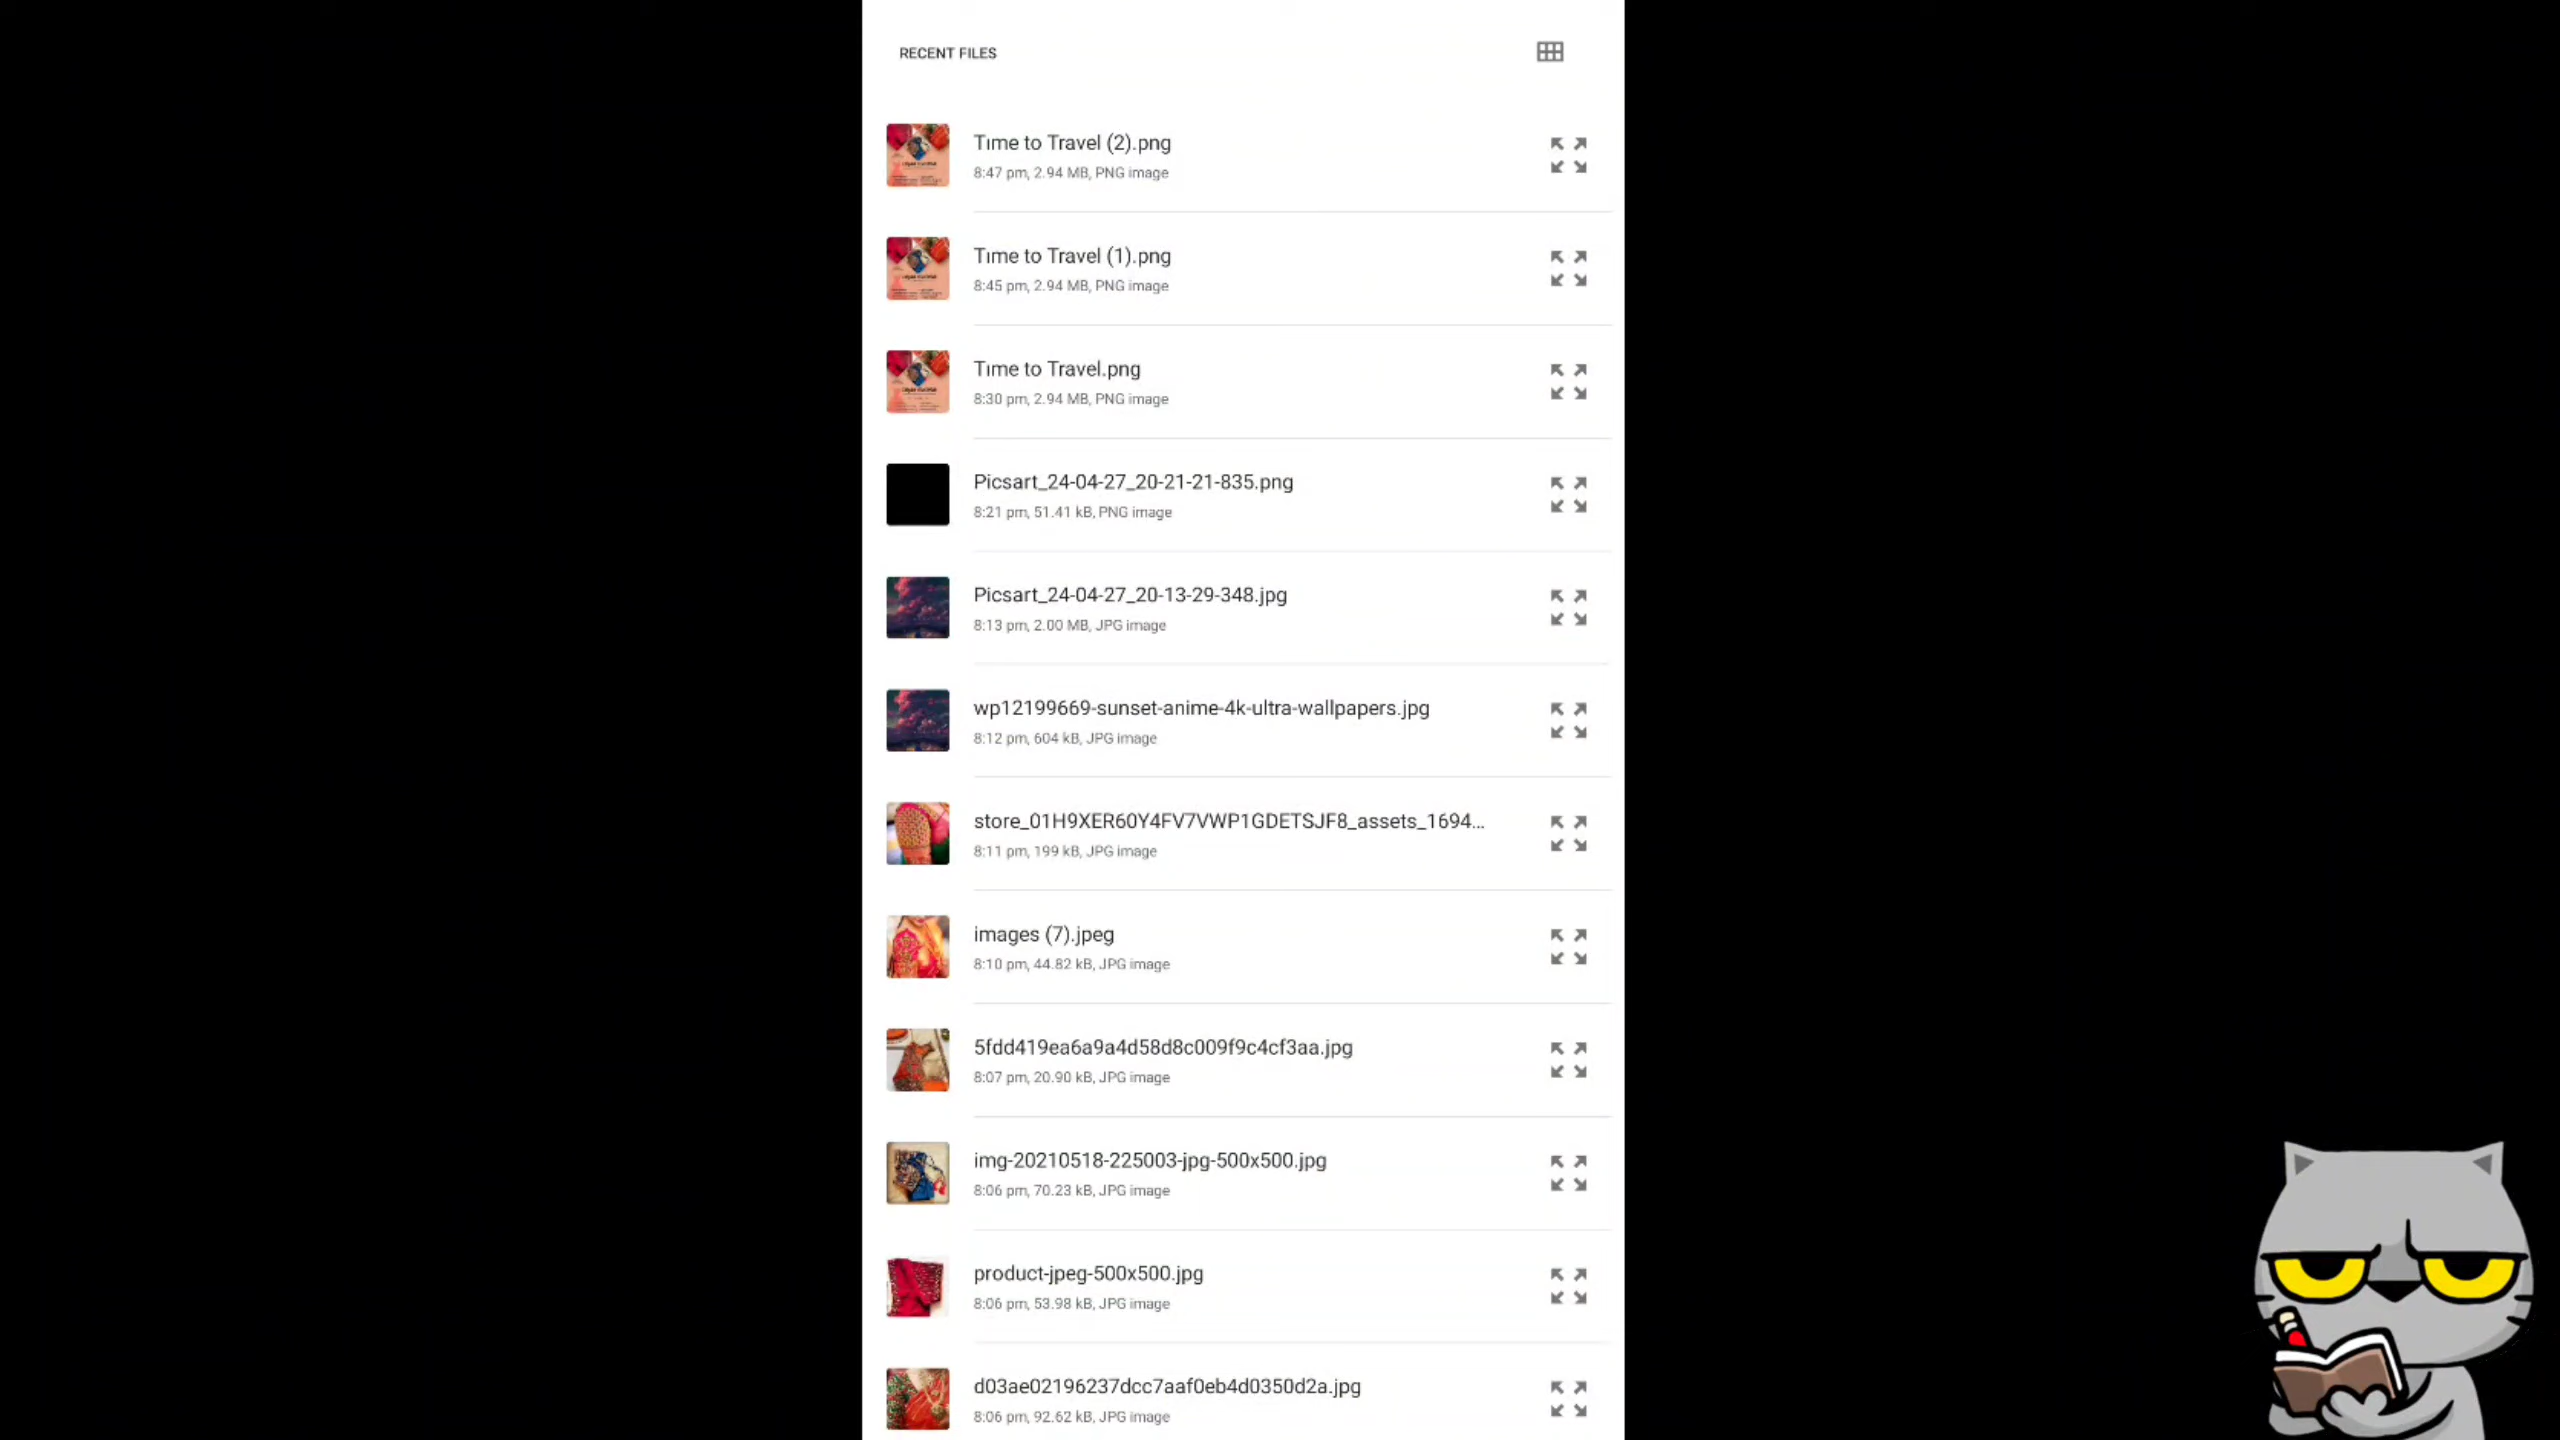 RECENT FILES
Time to Travel (2).png
8:47 pm, 2.94 MB, PNG image
Time to Travel (1).png
8:45 pm, 2.94 MB, PNG image
Time to Travel.png
8:30 pm, 2.94 MB, PNG image
Picsart_24-04-27_20-21-21-835.png
8:21 pm, 51.41 kB, PNG image
Picsart_24-04-27_20-13-29-348.jpg
8:13 pm, 2.00 MB, JPG image
wp12199669-sunset-anime-4k-ultra-wallpapers.jpg
8:12 pm, 604 kB, JPG image
store_01H9XER60Y4FV7VWP1GDETSJF8_assets_1694...
8:11 pm, 199 kB, JPG image
images (7).jpeg
8:10 pm, 44.82 kB, JPG image
5fdd419ea6a9a4d58d8c009f9c4cf3aa.jpg
8:07 pm, 20.90 kB, JPG image
img-20210518-225003-jpg-500x500.jpg
8:06 pm, 70.23 kB, JPG image
product-jpeg-500x500.jpg
8:06 pm, 53.98 kB, JPG image
d03ae02196237dcc7aaf0eb4d0350d2a.jpg
8:06 pm, 92.62 kB, JPG image